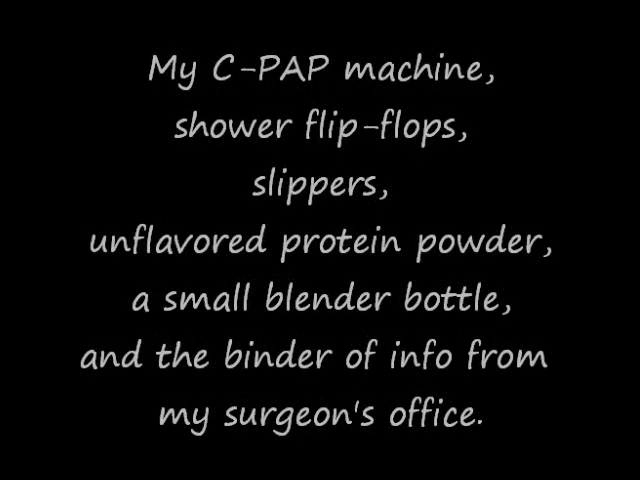 My C-PAP machine,
shower flip-flops,
slippers,
unflavored protein powder,
a small blender bottle,
and the binder of info from
my surgeon's office.